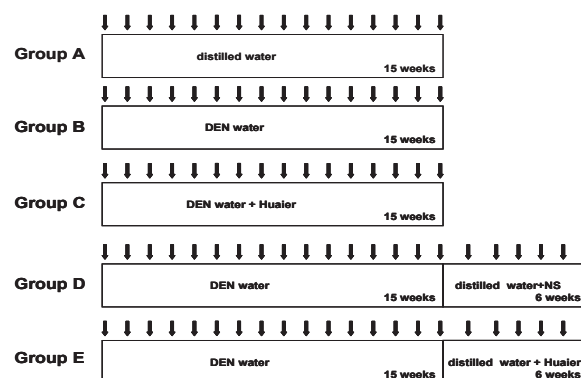 Group A
distilled water
15 weeks
Group B
DEN water
15 weeks
Group C
DEN water + Huaier
15 weeks
Group D
DEN water
15 weeks
distilled water+NS
6 weeks
Group E
DEN water
15 weeks
distilled water + Huaier
6 weeks